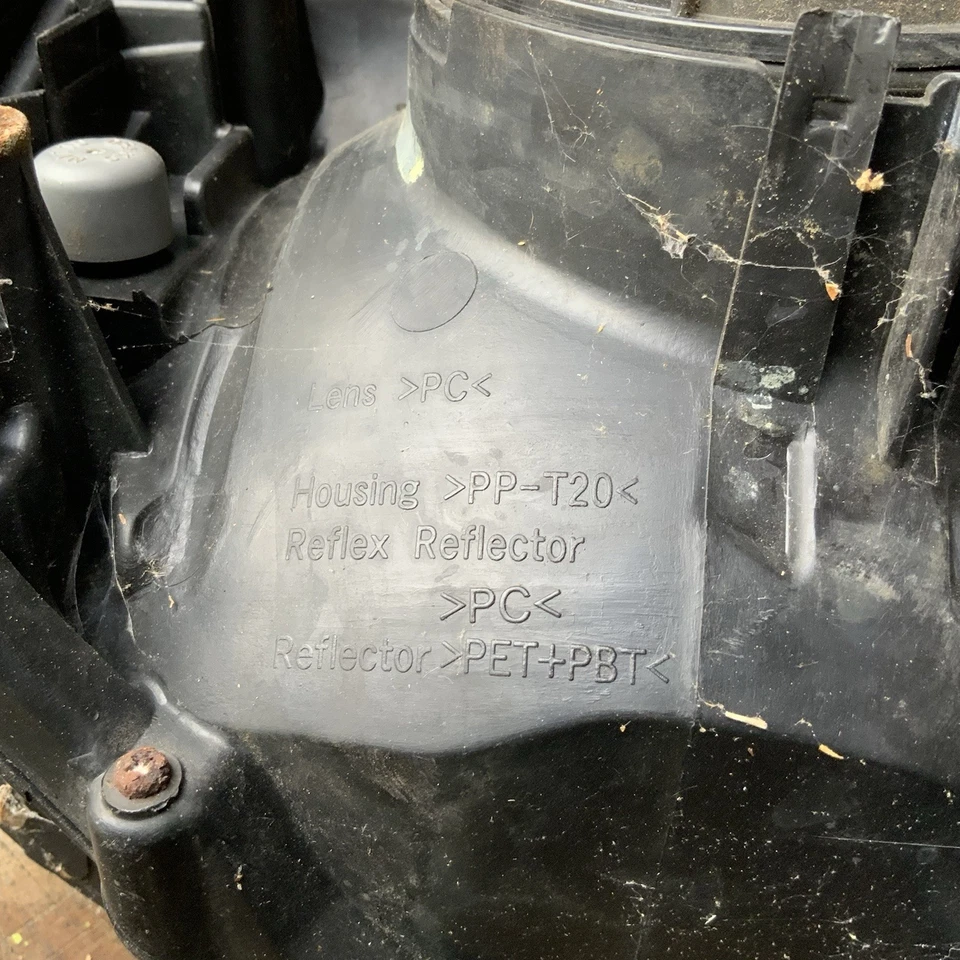 Lens >PC<
Housing >PP-T20<
Reflex Reflector
>PC<
Reflector >PET+PBT<